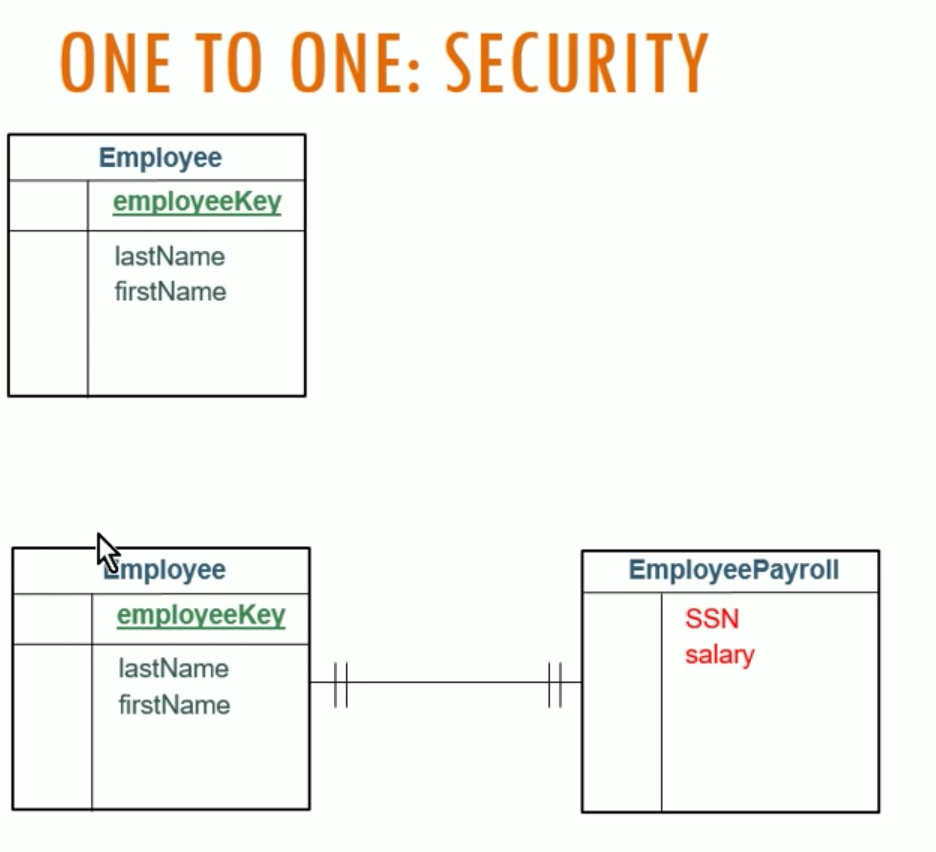 ONE TO ONE: SECURITY
Employee
employeeKey
lastName
firstName
Employee
employeeKey
lastName
firstName
EmployeePayroll
SSN
salary